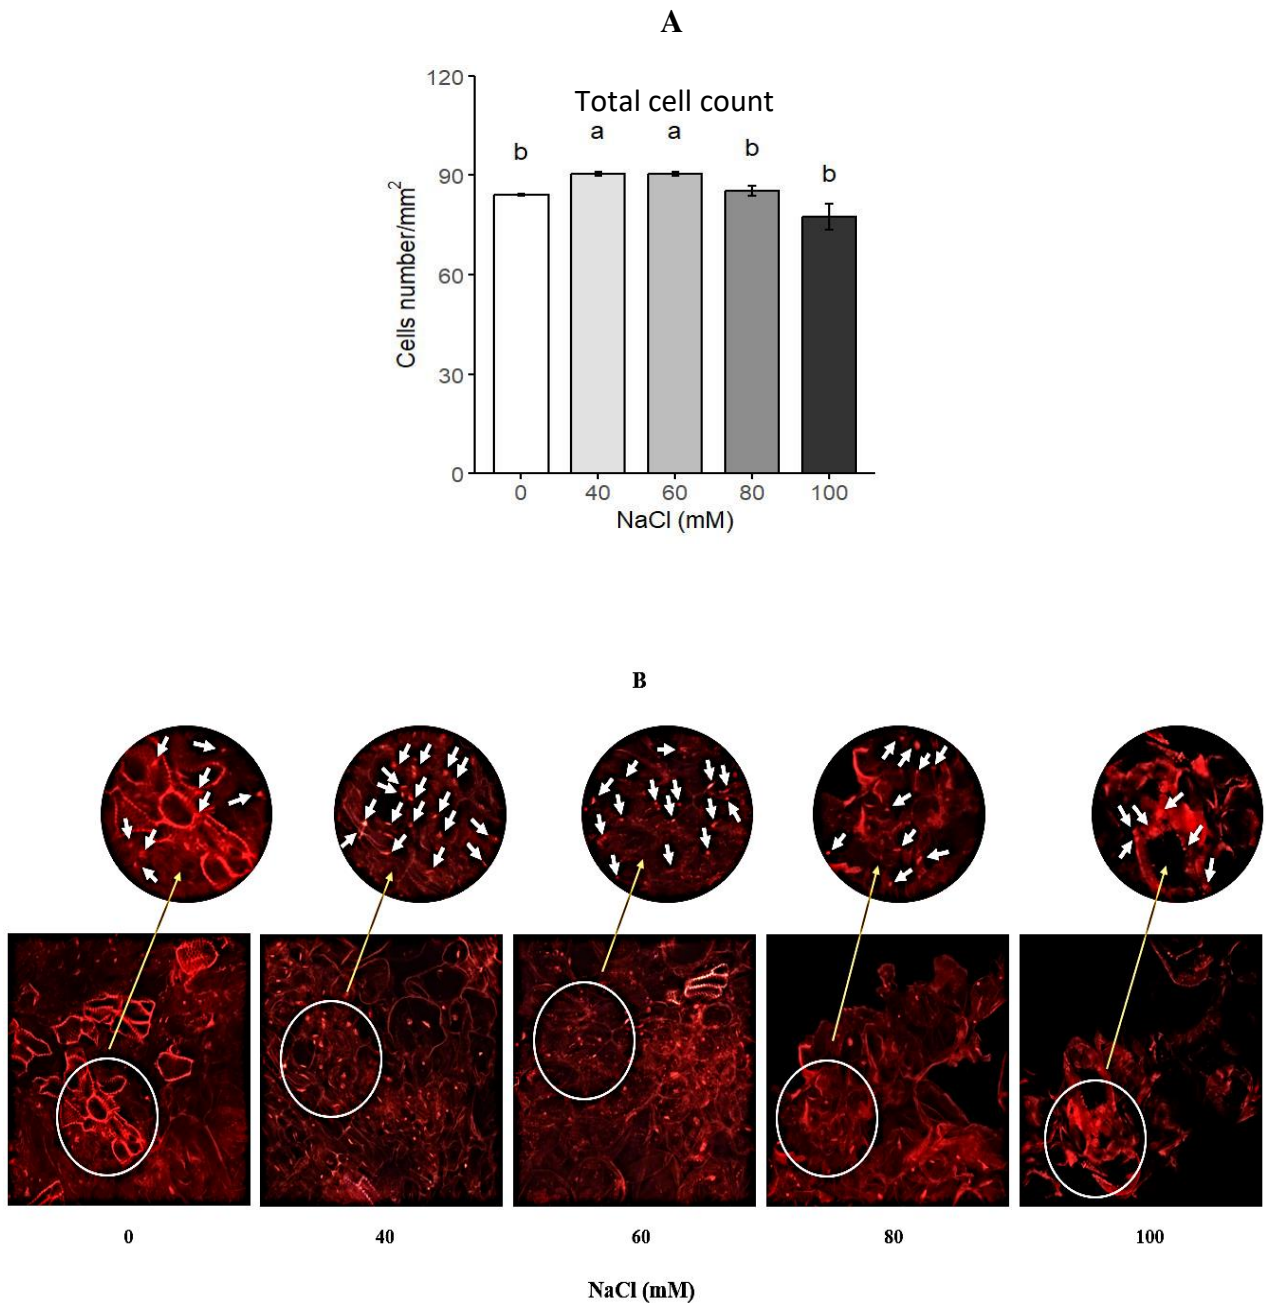 A
120
Total cell count
a a
b b
b
90
60
30
0
Cells number/mm²
0 40 60 80 100
NaCl (mM)
B
0 40 60 80 100
NaCl (mM)